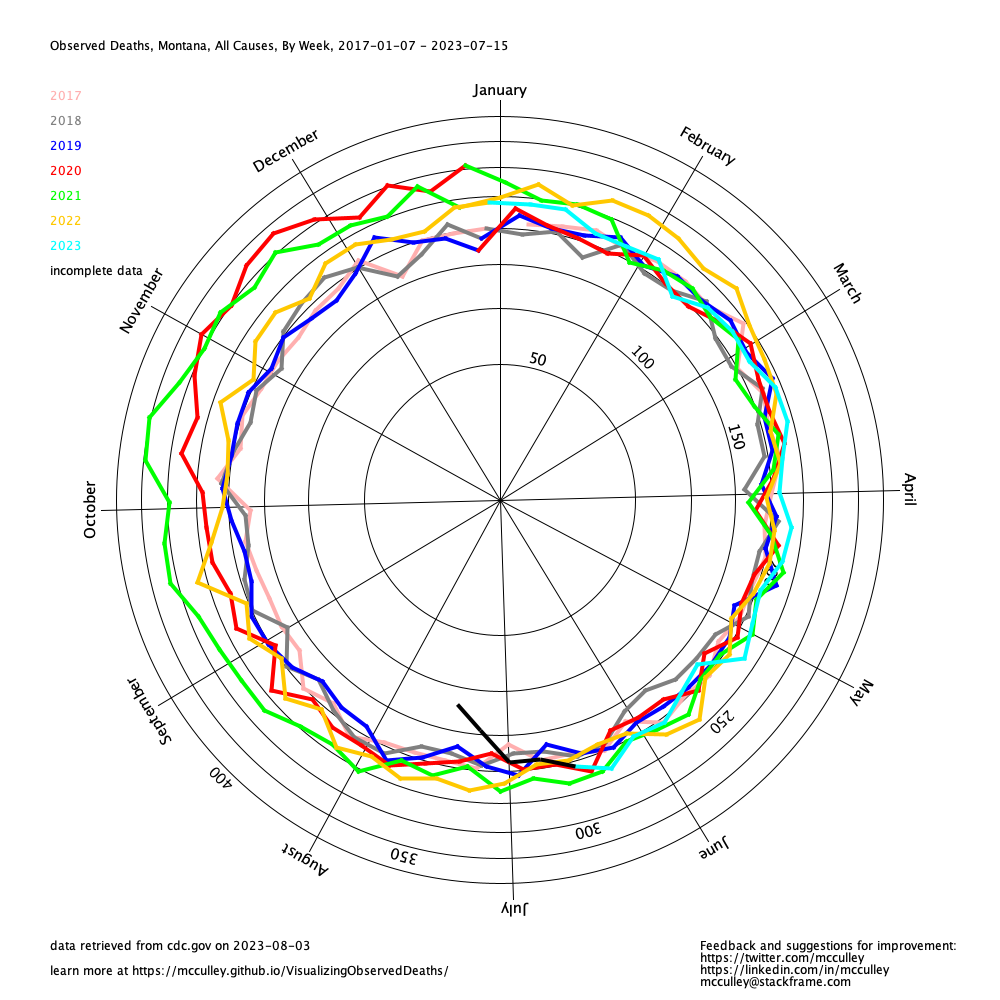 Observed Deaths, Montana, All Causes, By Week, 2017-01-07 - 2023-07-15
January
2017
2018
2019
2020
2021
2022
2023
incomplete data
December
February
November
March
50
100
150
October
April
September
May
250
400
300
350
August
June
July
data retrieved from cdc.gov on 2023-08-03
learn more at https://mcculley.github.io/VisualizingObservedDeaths/
Feedback and suggestions for improvement:
https://twitter.com/mcculley
https://linkedin.com/in/mcculley
mcculley@stackframe.com